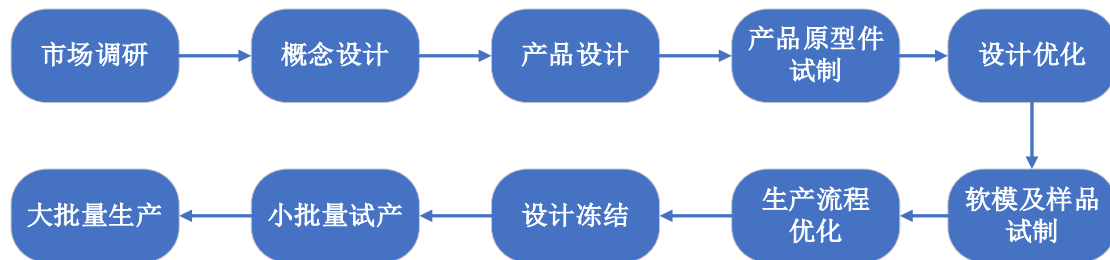 市场调研
概念设计
产品设计
产品原型件
试制
设计优化
软模及样品
试制
生产流程
优化
设计冻结
小批量试产
大批量生产